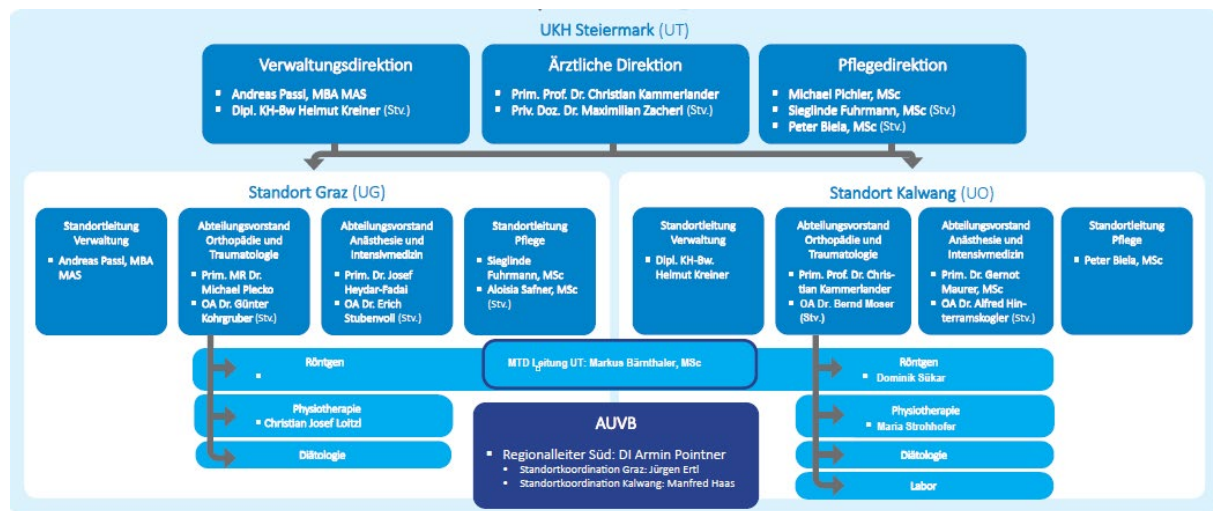 UKH Steiermark (UT)
Verwaltungsdirektion
▪ Andreas Passl, MBA MAS
▪ Dipl. KH-Bw Helmut Kreiner (Stv.)
Ärztliche Direktion
▪ Prim. Prof. Dr. Christian Kammerlander
▪ Priv. Doz. Dr. Maximilian Zacherl (Stv.)
Pflegedirektion
▪ Michael Pichler, MSc
▪ Sieglinde Fuhrmann, MSc (Stv.)
▪ Peter Biela, MSc (Stv.)
Standort Graz (UG)
Standortleitung
Verwaltung
▪ Andreas Passl, MBA
MAS
Abteilungsvorstand
Orthopädie und
Traumatologie
▪ Prim. MR Dr.
Michael Plecko
▪ OA Dr. Günter
Kohrgruber (Stv.)
Abteilungsvorstand
Anästhesie und
Intensivmedizin
▪ Prim. Dr. Josef
Heydar-Fadai
▪ OA Dr. Erich
Stubenvoll (Stv.)
Standortleitung
Pflege
▪ Sieglinde
Fuhrmann, MSc
▪ Aloisia Safner, MSc
(Stv.)
Standort Kalwang (UO)
Standortleitung
Verwaltung
▪ Dipl. KH-Bw.
Helmut Kreiner
Abteilungsvorstand
Orthopädie und
Traumatologie
▪ Prim. Prof. Dr. Chris-
tian Kammerlander
▪ OA Dr. Bernd Moser
(Stv.)
Abteilungsvorstand
Anästhesie und
Intensivmedizin
▪ Prim. Dr. Gernot
Maurer, MSc
▪ OA Dr. Alfred Hin-
terramskogler (Stv.)
Standortleitung
Pflege
▪ Peter Biela, MSc
Röntgen
▪
MTD Leitung UT: Markus Bärnthaler, MSc
Röntgen
▪ Dominik Sükar
Physiotherapie
▪ Christian Josef Loitzl
Diätologie
AUVB
▪ Regionalleiter Süd: DI Armin Pointner
▪ Standortkoordination Graz: Jürgen Ertl
▪ Standortkoordination Kalwang: Manfred Haas
Physiotherapie
▪ Maria Strohhofer
Diätologie
Labor